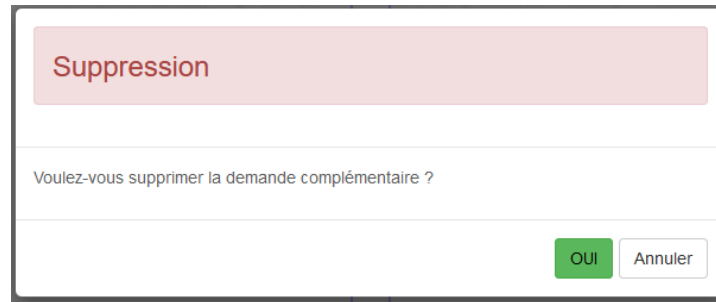 Suppression
Voulez-vous supprimer la demande complémentaire ?
OUI
Annuler